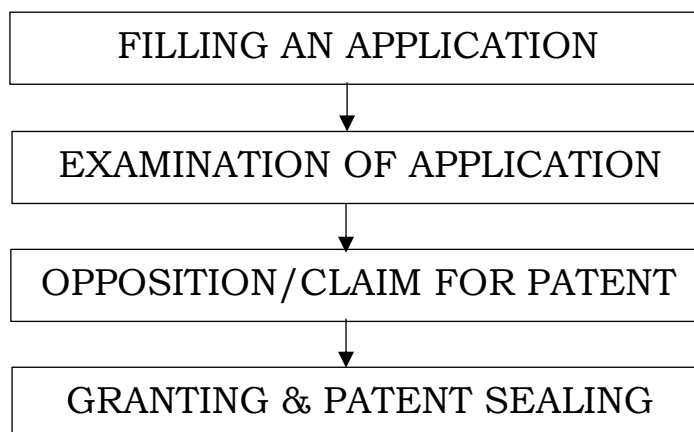 FILLING AN APPLICATION
EXAMINATION OF APPLICATION
OPPOSITION/CLAIM FOR PATENT
GRANTING & PATENT SEALING